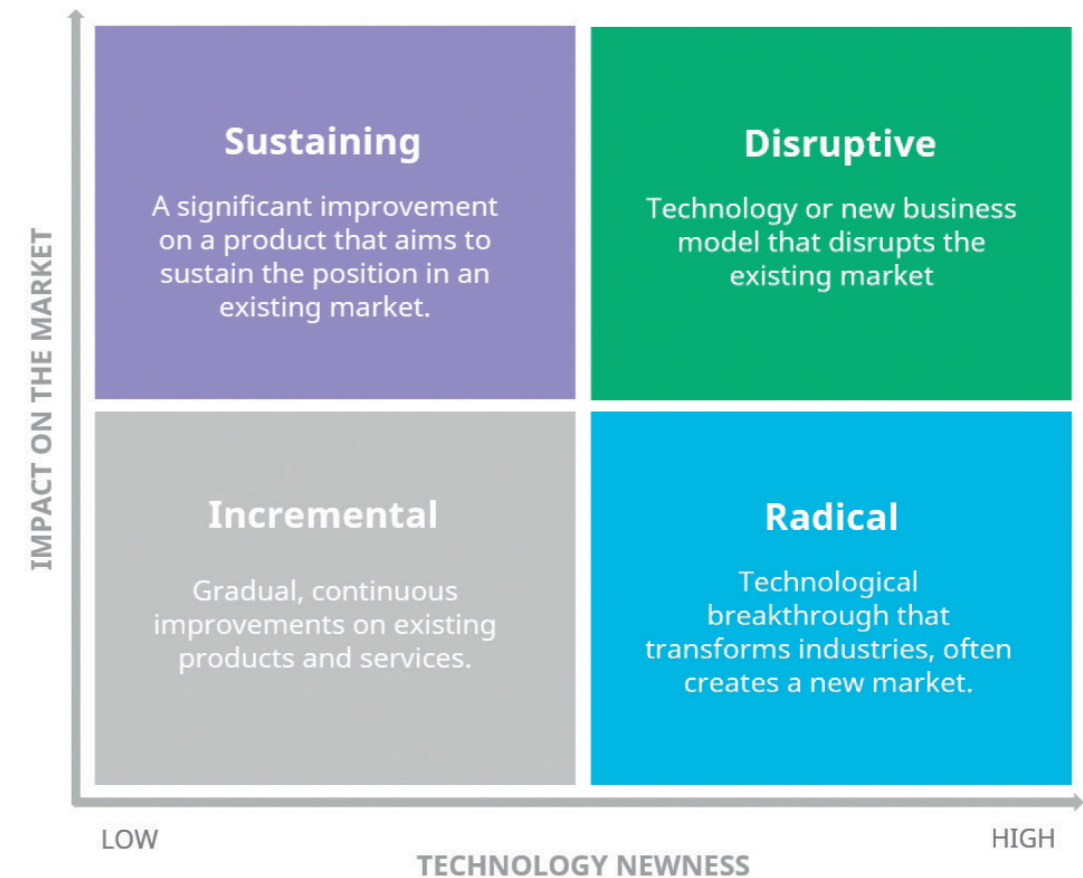 IMPACT ON THE MARKET
Sustaining
A significant improvement
on a product that aims to
sustain the position in an
existing market.
Disruptive
Technology or new business
model that disrupts the
existing market
Incremental
Gradual, continuous
improvements on existing
products and services.
Radical
Technological
breakthrough that
transforms industries, often
creates a new market.
LOW
HIGH
TECHNOLOGY NEWNESS